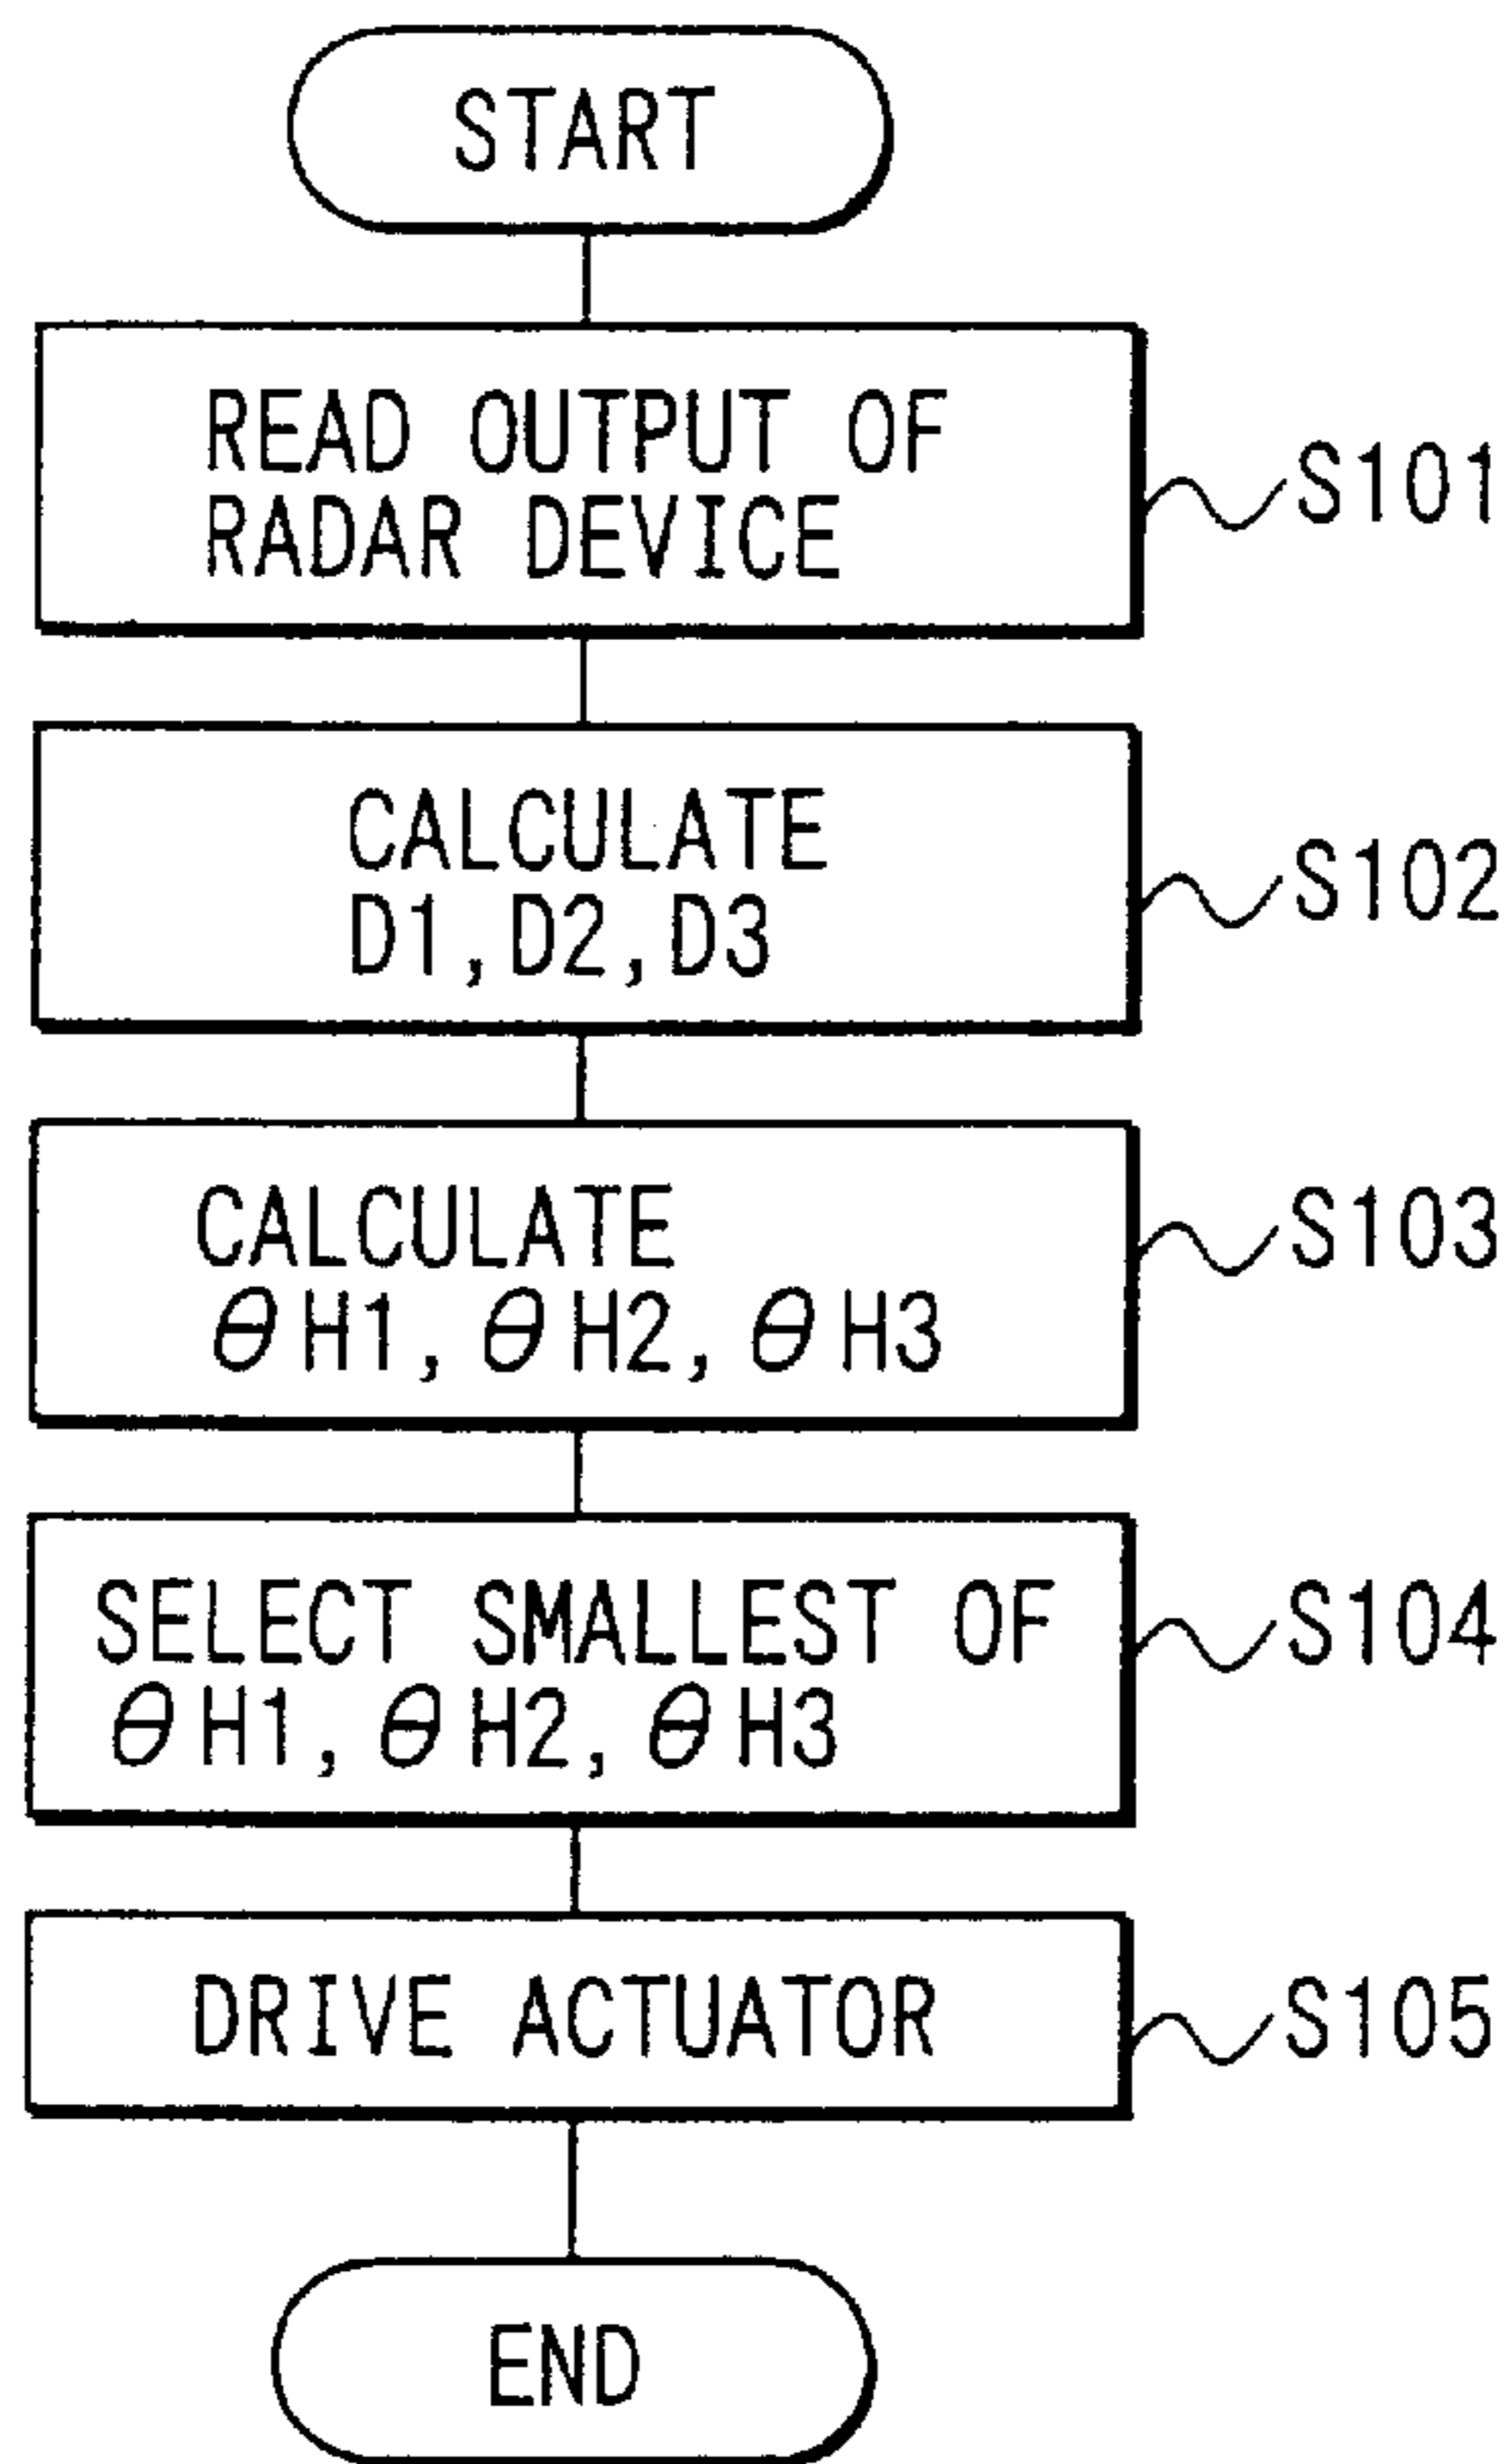 START
READ OUTPUT OF
RADAR DEVICE
S101
CALCULATE
D1,D2,D3
S102
CALCULATE
θH1,θH2,θH3
S103
SELECT SMALLEST OF
θH1,θH2,θH3
S104
DRIVE ACTUATOR
S105
END